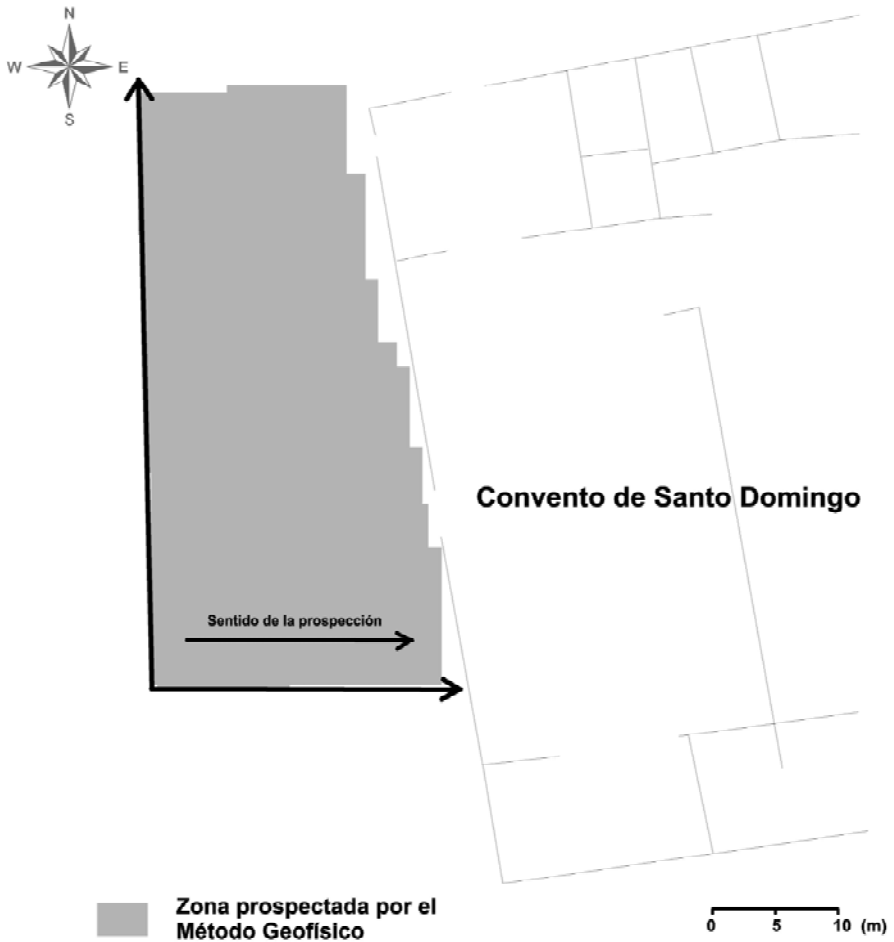 N
W E
S
Convento de Santo Domingo
Sentido de la prospección
Zona prospectada por el
Método Geofísico
0 5 10 (m)